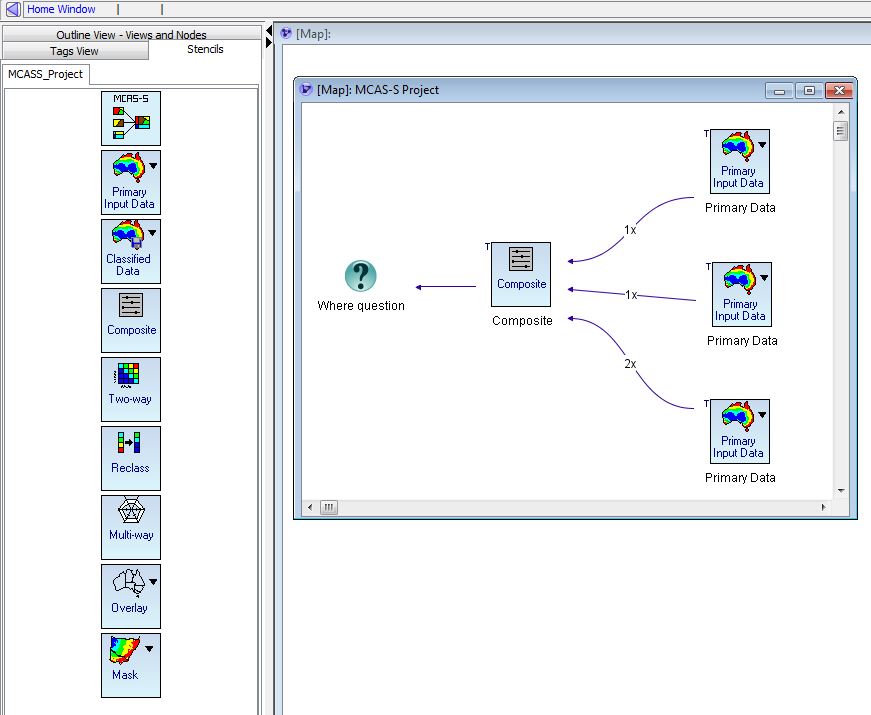 Home Window
Outline View - Views and Nodes
Tags View
Stencils
MCASS_Project
MCAS-S
Primary
Input Data
Classified
Data
Composite
Two-way
Reclass
Multi-way
Overlay
Mask
[Map]:
[Map]: MCAS-S Project
T
Primary
Input Data
Primary Data
1x
T
Composite
Composite
Where question
T
Primary
Input Data
Primary Data
1x
2x
T
Primary
Input Data
Primary Data